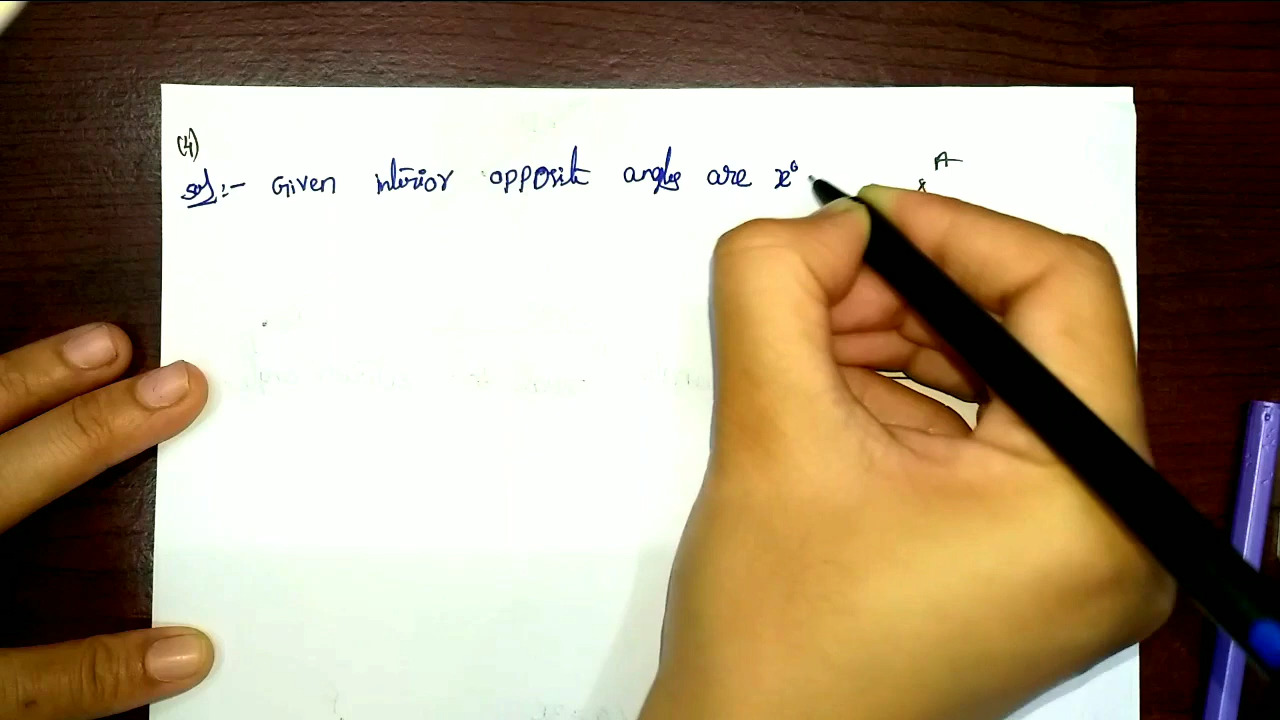 (4)
Sol:- Given interior opposite angles are x°
A